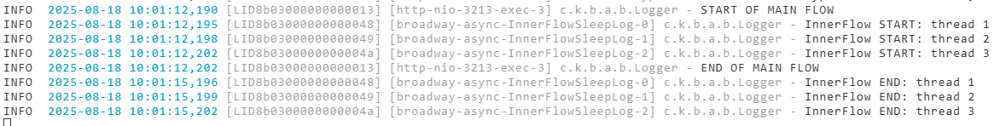 INFO  2025-08-18 10:01:12,190 [LID8b03000000000013] [http-nio-3213-exec-3] c.k.b.a.b.Logger - START OF MAIN FLOW
INFO  2025-08-18 10:01:12,195 [LID8b03000000000048] [broadway-async-InnerFlowSleepLog-0] c.k.b.a.b.Logger - InnerFlow START: thread 1
INFO  2025-08-18 10:01:12,198 [LID8b03000000000049] [broadway-async-InnerFlowSleepLog-1] c.k.b.a.b.Logger - InnerFlow START: thread 2
INFO  2025-08-18 10:01:12,202 [LID8b0300000000004a] [broadway-async-InnerFlowSleepLog-2] c.k.b.a.b.Logger - InnerFlow START: thread 3
INFO  2025-08-18 10:01:12,202 [LID8b03000000000013] [http-nio-3213-exec-3] c.k.b.a.b.Logger - END OF MAIN FLOW
INFO  2025-08-18 10:01:15,196 [LID8b03000000000048] [broadway-async-InnerFlowSleepLog-0] c.k.b.a.b.Logger - InnerFlow END: thread 1
INFO  2025-08-18 10:01:15,199 [LID8b03000000000049] [broadway-async-InnerFlowSleepLog-1] c.k.b.a.b.Logger - InnerFlow END: thread 2
INFO  2025-08-18 10:01:15,202 [LID8b0300000000004a] [broadway-async-InnerFlowSleepLog-2] c.k.b.a.b.Logger - InnerFlow END: thread 3